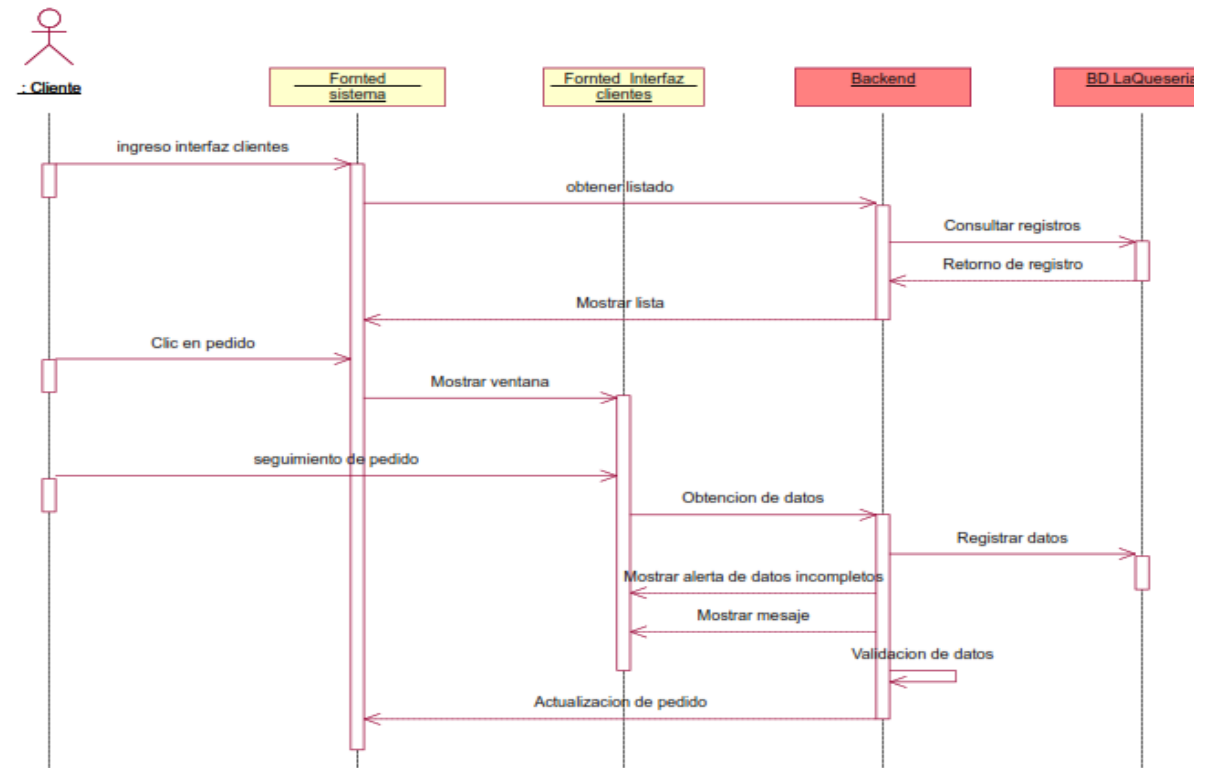 : Cliente
Fornted
sistema
Fornted Interfaz
clientes
Backend
BD LaQueseria
ingreso interfaz clientes
obtener listado
Consultar registros
Retorno de registro
Mostrar lista
Clic en pedido
Mostrar ventana
seguimiento de pedido
Obtencion de datos
Registrar datos
Mostrar alerta de datos incompletos
Mostrar mesaje
Validacion de datos
Actualizacion de pedido